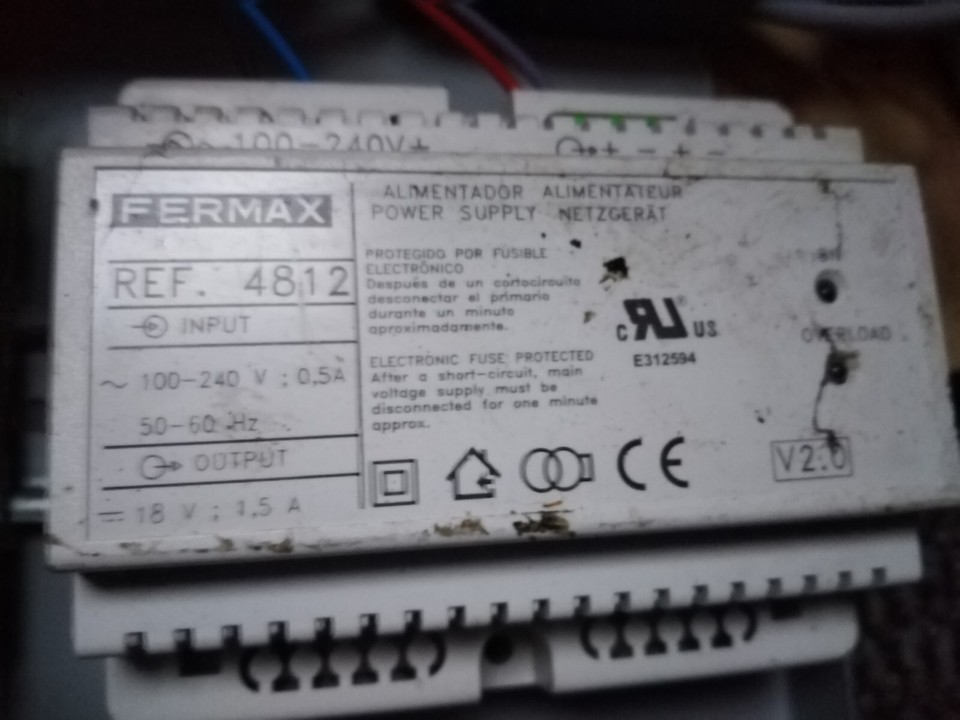 100-240V
+ - + -
FERMAX
REF. 4812
INPUT
~ 100-240 V ; 0,5A
50-60 Hz
OUTPUT
18 V ; 1,5 A
ALIMENTADOR ALIMENTATEUR
POWER SUPPLY NETZGERÄT
PROTEGIDO POR FUSIBLE
ELECTRÓNICO
Después de un cortocircuito
desconectar el primario
durante un minuto
aproximadamente.
ELECTRONIC FUSE PROTECTED
After a short-circuit, main
voltage supply must be
disconnected for one minute
approx.
c RU US
E312594
CE
ON
OVERLOAD
V2.0